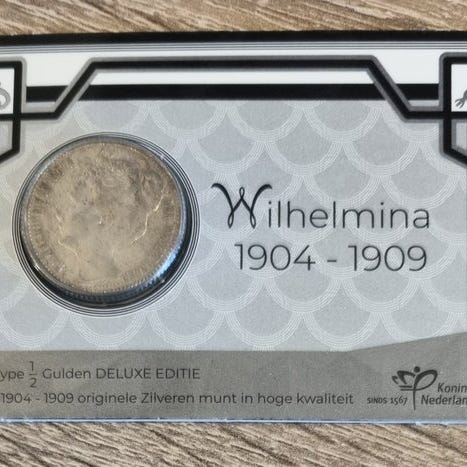 Wilhelmina
1904 - 1909
ype 1/2 Gulden DELUXE EDITIE
1904 - 1909 originele Zilveren munt in hoge kwaliteit
SINDS 1567
Konin
Nederlan